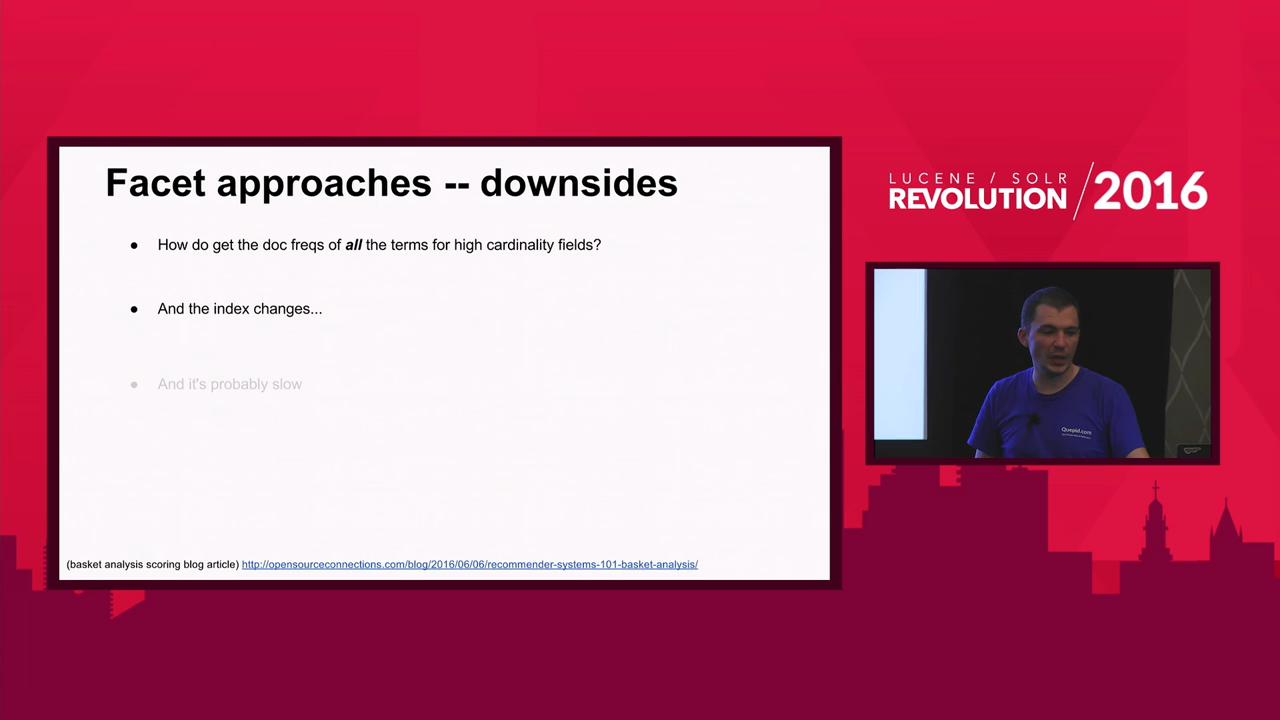 Facet approaches -- downsides
● How do get the doc freqs of all the terms for high cardinality fields?
● And the index changes...
● And it's probably slow
(basket analysis scoring blog article) http://opensourceconnections.com/blog/2016/06/06/recommender-systems-101-basket-analysis/
LUCENE / SOLR
REVOLUTION / 2016
Quepid.com